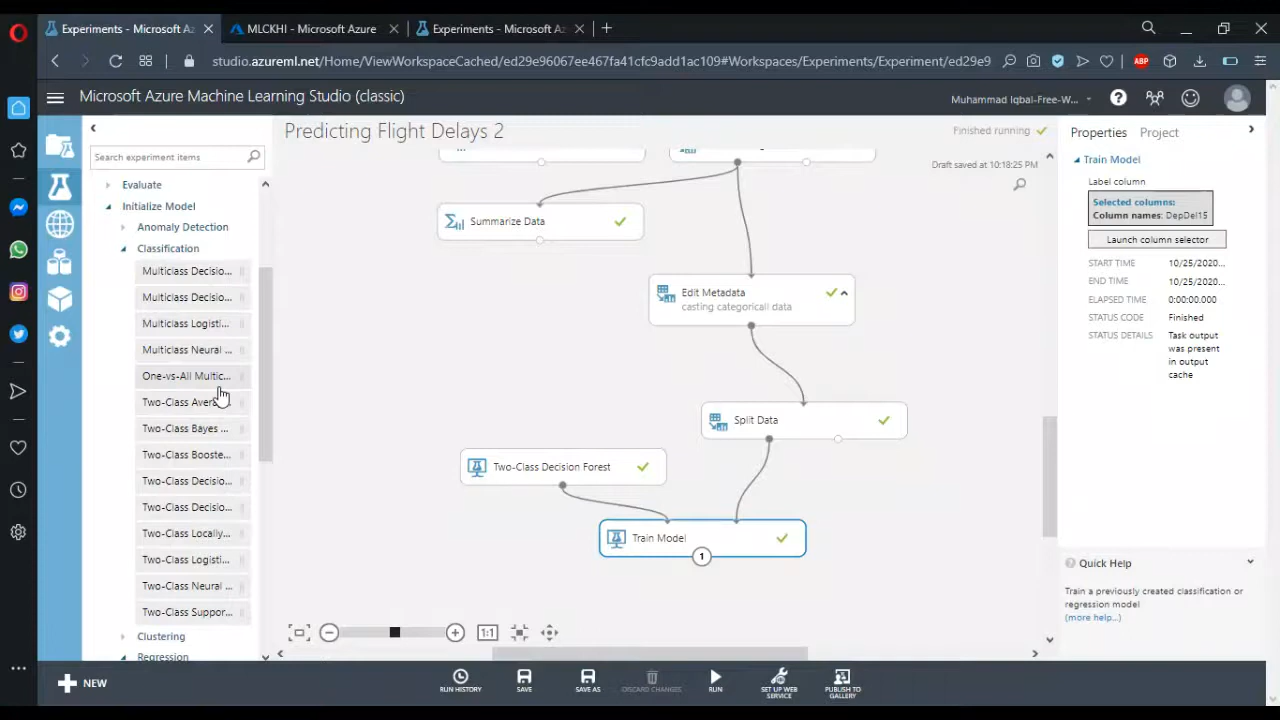 Experiments - Microsoft Az
MLCKHI - Microsoft Azure
Experiments - Microsoft Az
studio.azureml.net/Home/ViewWorkspaceCached/ed29e96067ee467fa41cfc9add1ac109#Workspaces/Experiments/Experiment/ed29e9
ABP
Microsoft Azure Machine Learning Studio (classic)
Muhammad Iqbal-Free-W...
Search experiment items
Evaluate
Initialize Model
Anomaly Detection
Classification
Multiclass Decisio...
Multiclass Decisio...
Multiclass Logisti...
Multiclass Neural ...
One-vs-All Multic...
Two-Class Aver
Two-Class Bayes ...
Two-Class Booste...
Two-Class Decisio...
Two-Class Decisio...
Two-Class Locally...
Two-Class Logisti...
Two-Class Neural ...
Two-Class Suppor...
Clustering
Regression
Predicting Flight Delays 2
Finished running
Draft saved at 10:18:25 PM
Summarize Data
Edit Metadata
casting categoricall data
Split Data
Two-Class Decision Forest
Train Model
1
1:1
Properties Project
Train Model
Label column
Selected columns:
Column names: DepDel15
Launch column selector
START TIME 10/25/2020...
END TIME 10/25/2020...
ELAPSED TIME 0:00:00.000
STATUS CODE Finished
STATUS DETAILS Task output
was present
in output
cache
Quick Help
Train a previously created classification or
regression model
(more help...)
NEW
RUN HISTORY
SAVE
SAVE AS
DISCARD CHANGES
RUN
SET UP WEB
SERVICE
PUBLISH TO
GALLERY